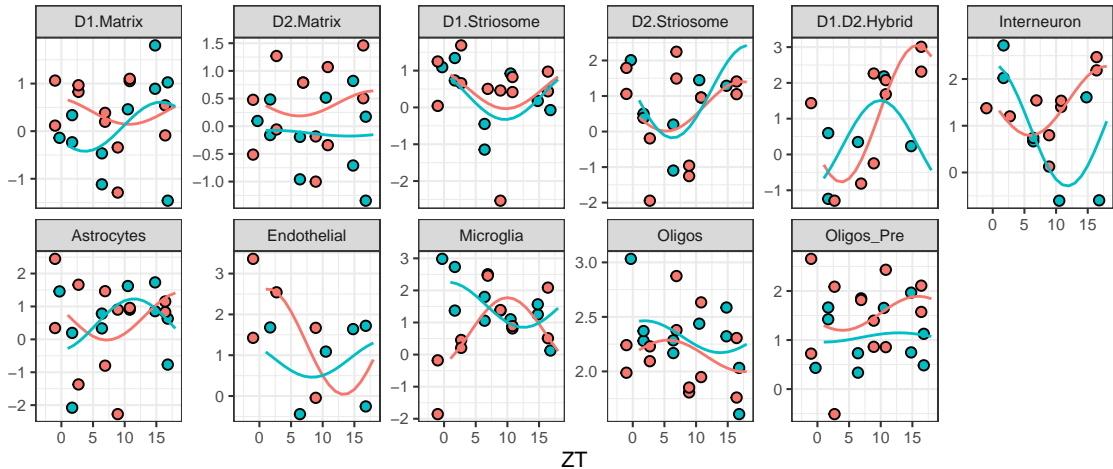 D1.Matrix
D2.Matrix
D1.Striosome
D2.Striosome
D1.D2.Hybrid
Interneuron
1
0
−1
1.5
1.0
0.5
0.0
−0.5
−1.0
1
0
−2
2
1
0
−1
−2
3
2
1
0
−1
2
1
0
Astrocytes
Endothelial
Microglia
Oligos
Oligos_Pre
2
1
0
−1
−2
3
2
1
0
3
2
1
0
−1
−2
3.0
2.5
2.0
2
1
0
0 5 10 15
0 5 10 15
0 5 10 15
0 5 10 15
0 5 10 15
0 5 10 15
ZT